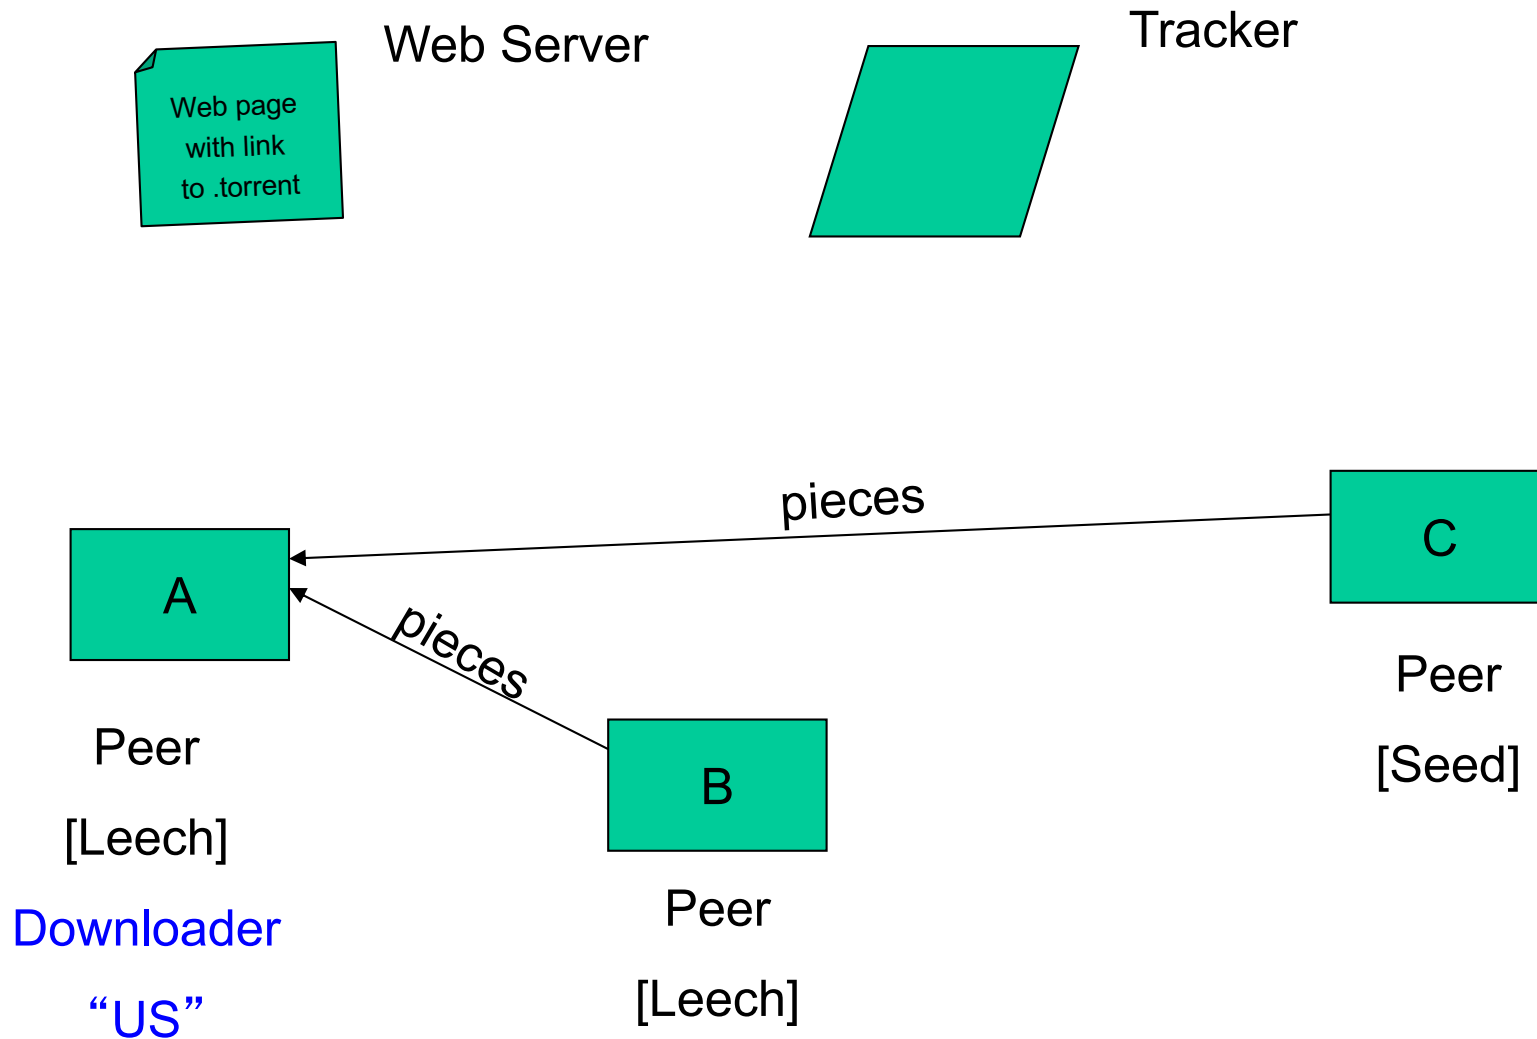 Web Server
Tracker
Web page
with link
to .torrent
pieces
C
A
pieces
Peer
[Seed]
Peer
[Leech]
Downloader
“US”
B
Peer
[Leech]